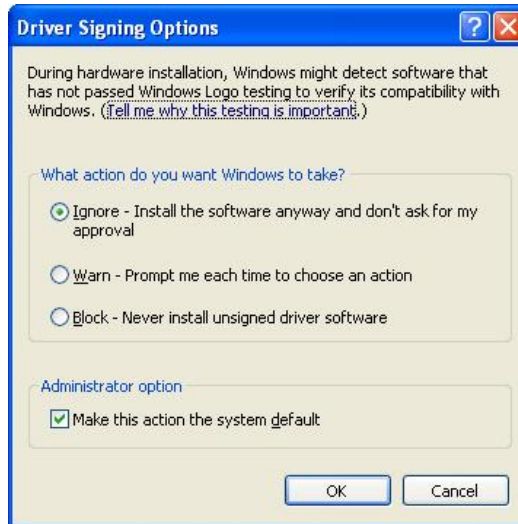 Driver Signing Options
During hardware installation, Windows might detect software that
has not passed Windows Logo testing to verify its compatibility with
Windows. (Tell me why this testing is important.)
What action do you want Windows to take?
Ignore - Install the software anyway and don't ask for my
approval
Warn - Prompt me each time to choose an action
Block - Never install unsigned driver software
Administrator option
Make this action the system default
OK Cancel